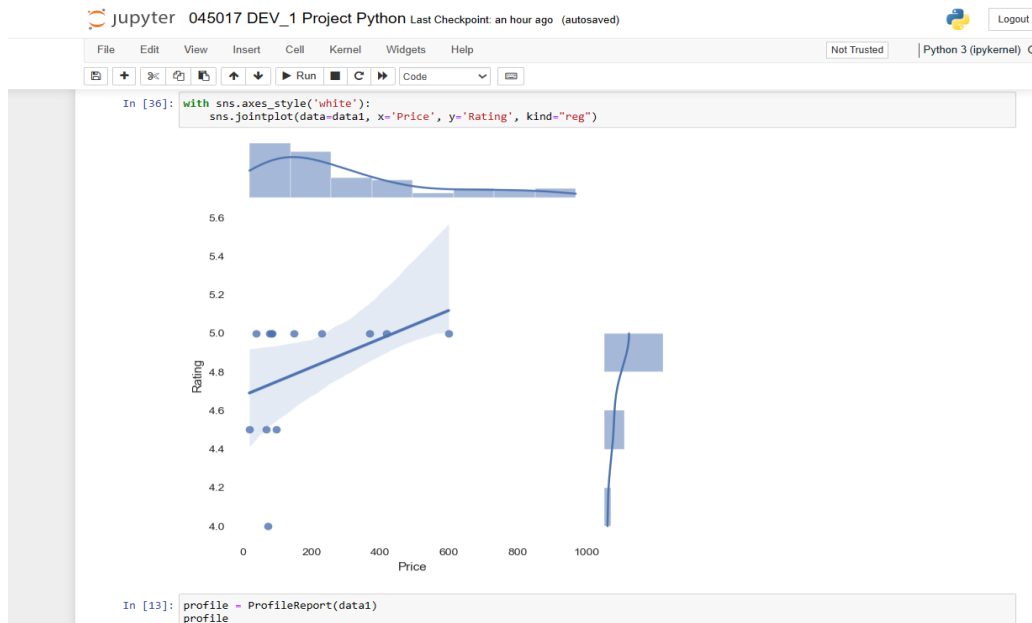 jupyter 045017 DEV_1 Project Python Last Checkpoint: an hour ago (autosaved)
Logout
File Edit View Insert Cell Kernel Widgets Help
Not Trusted
Python 3 (ipykernel)
Run
Code
In [36]: with sns.axes_style('white'):
sns.jointplot(data=data1, x='Price', y='Rating', kind="reg")
5.6
5.4
5.2
5.0
4.8
4.6
4.4
4.2
4.0
Rating
0 200 400 600 800 1000
Price
In [13]: profile = ProfileReport(data1)
profile